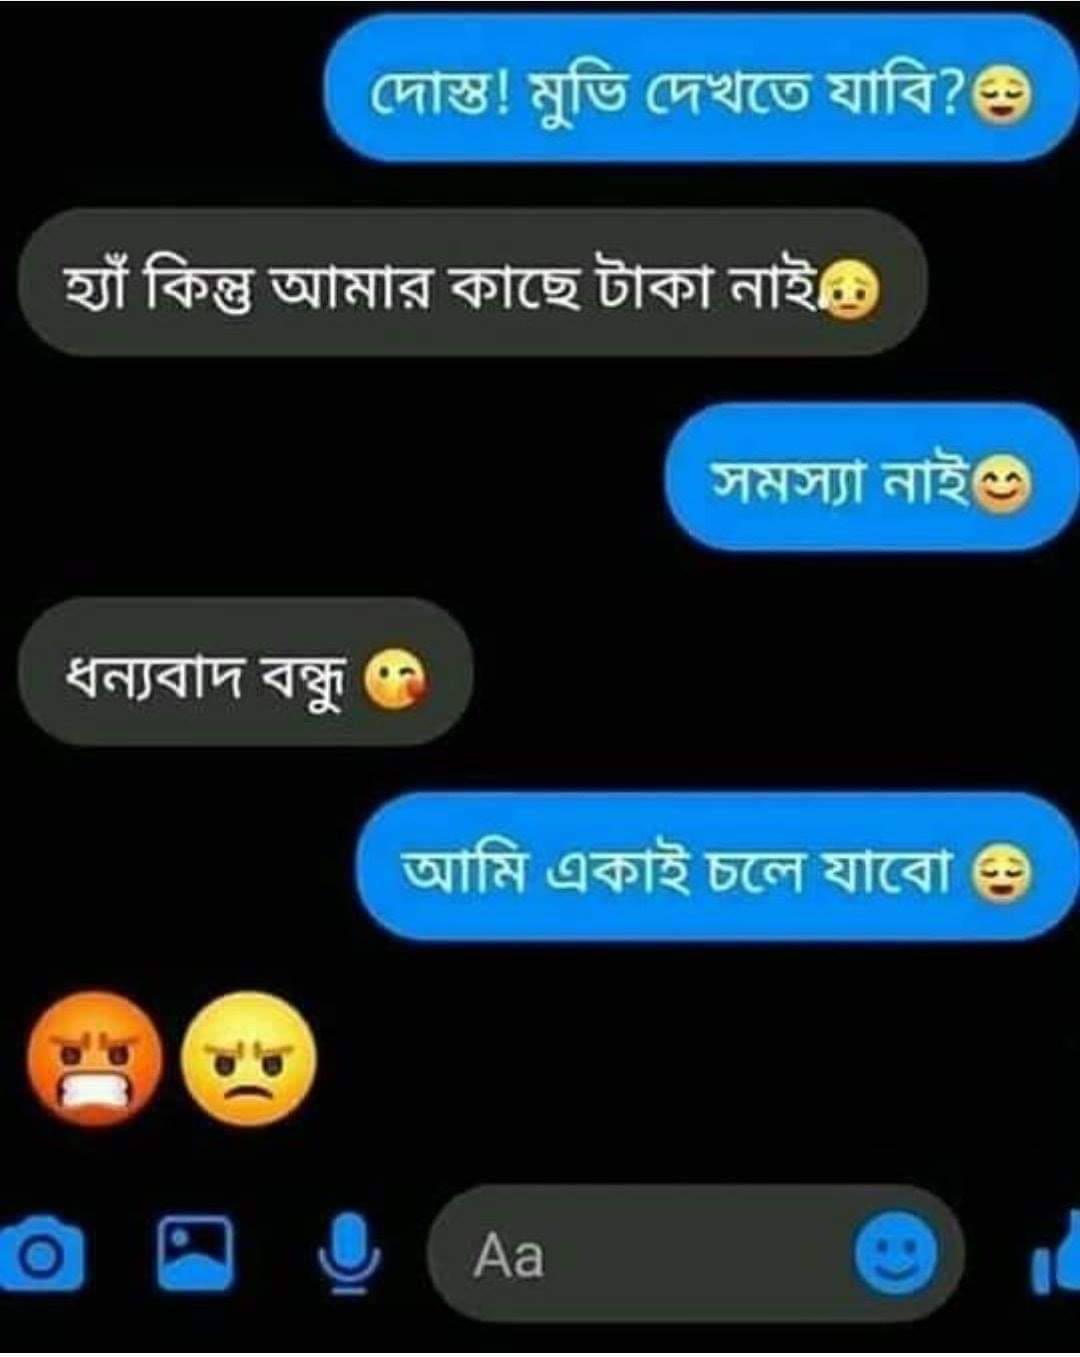 দোস্ত! মুভি দেখতে যাবি?😌
হ্যাঁ কিন্তু আমার কাছে টাকা নাই😥
সমস্যা নাই😊
ধন্যবাদ বন্ধু 😘
আমি একাই চলে যাবো 😌
😡 😠
Aa